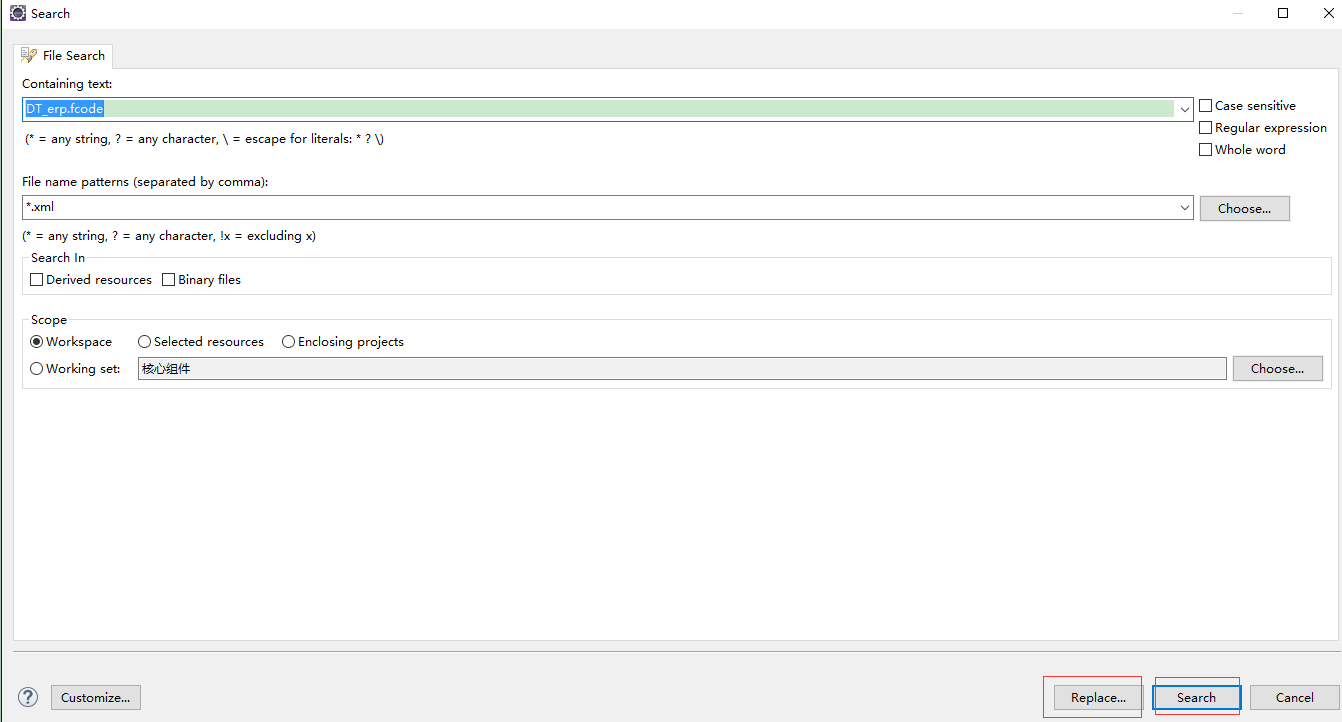 Search
File Search
Containing text:
DT_erp.fcode
Case sensitive
(* = any string, ? = any character, \ = escape for literals: * ? \)
Regular expression
Whole word
File name patterns (separated by comma):
*.xml
Choose...
(* = any string, ? = any character, !x = excluding x)
Search In
Derived resources Binary files
Scope
Workspace Selected resources Enclosing projects
Working set: 核心组件 Choose...
? Customize... Replace... Search Cancel